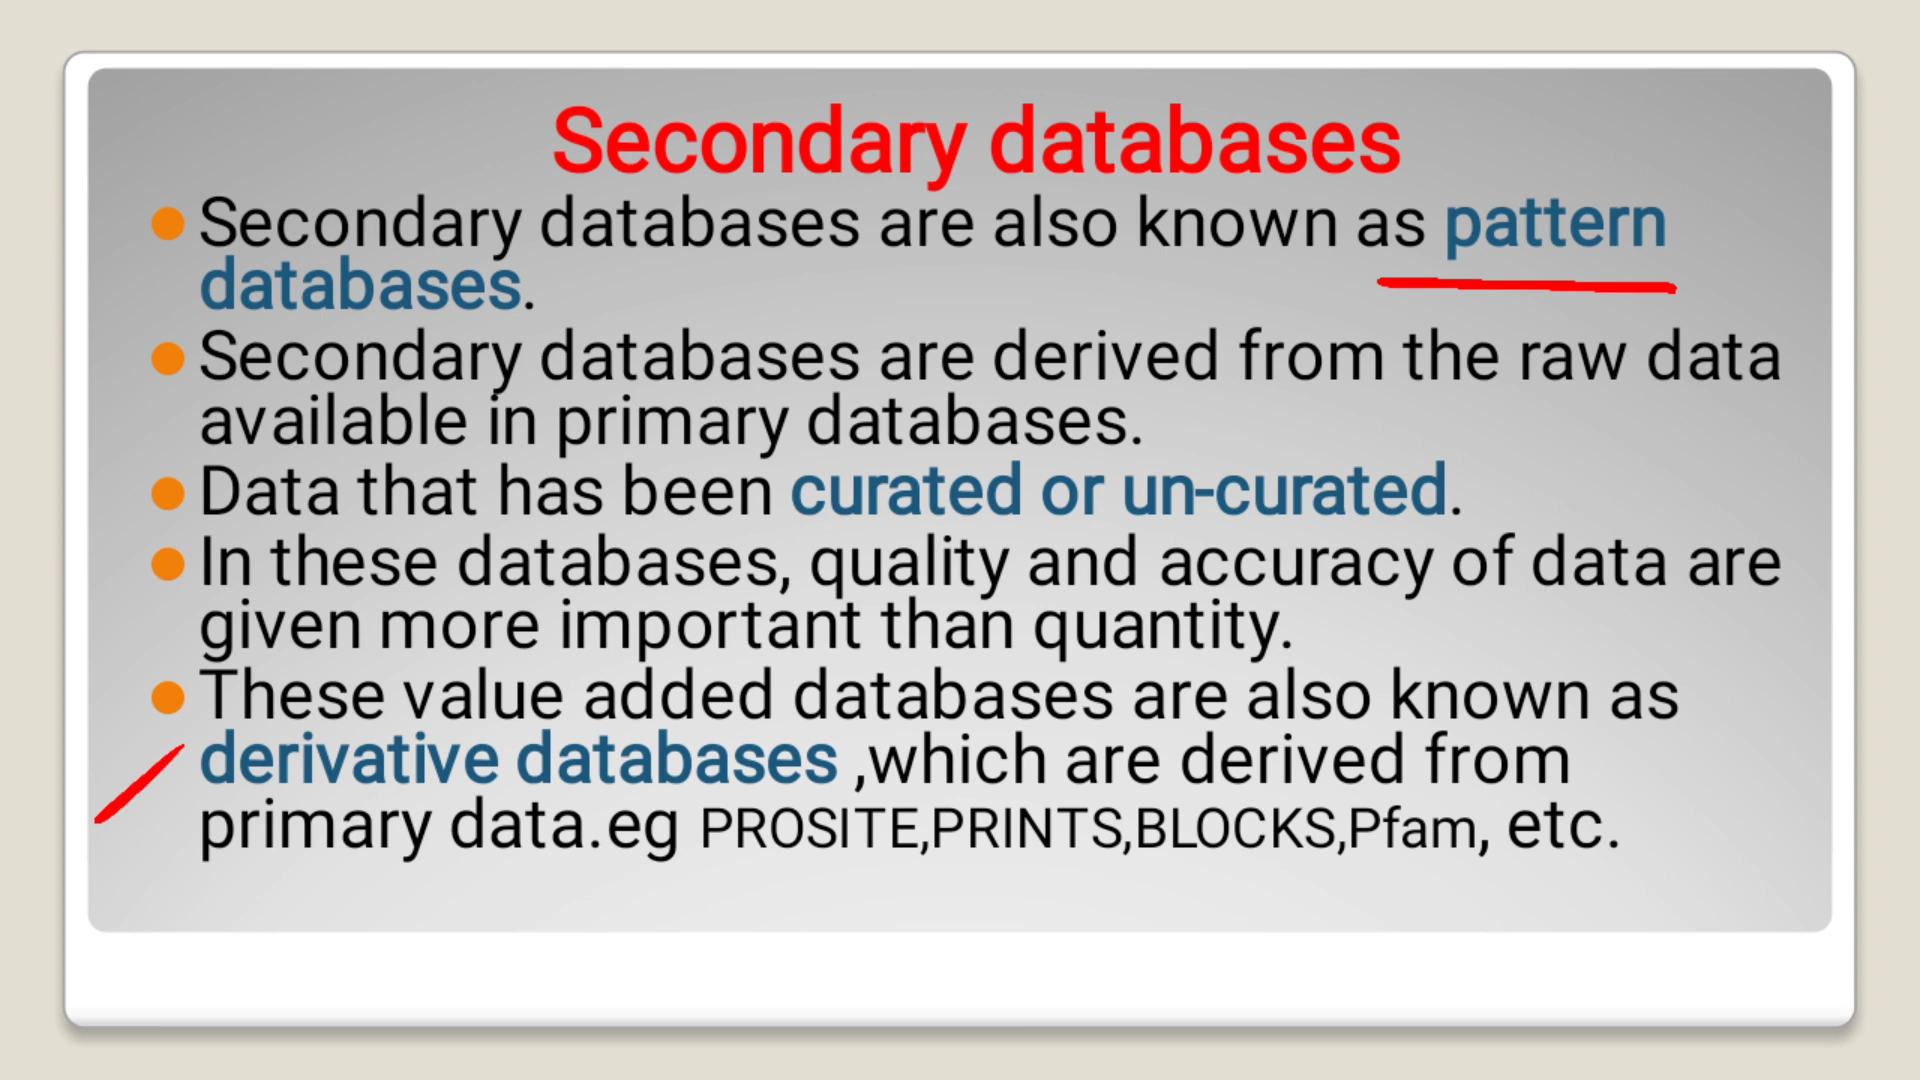 Secondary databases
Secondary databases are also known as pattern
databases.
Secondary databases are derived from the raw data
available in primary databases.
Data that has been curated or un-curated.
In these databases, quality and accuracy of data are
given more important than quantity.
These value added databases are also known as
derivative databases ,which are derived from
primary data.eg PROSITE,PRINTS,BLOCKS,Pfam, etc.